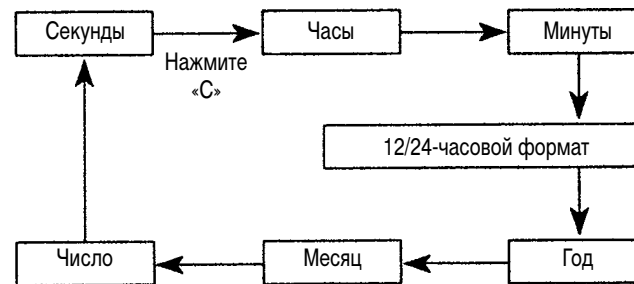 Секунды
Часы
Минуты
Нажмите
«С»
12/24-часовой формат
Число
Месяц
Год